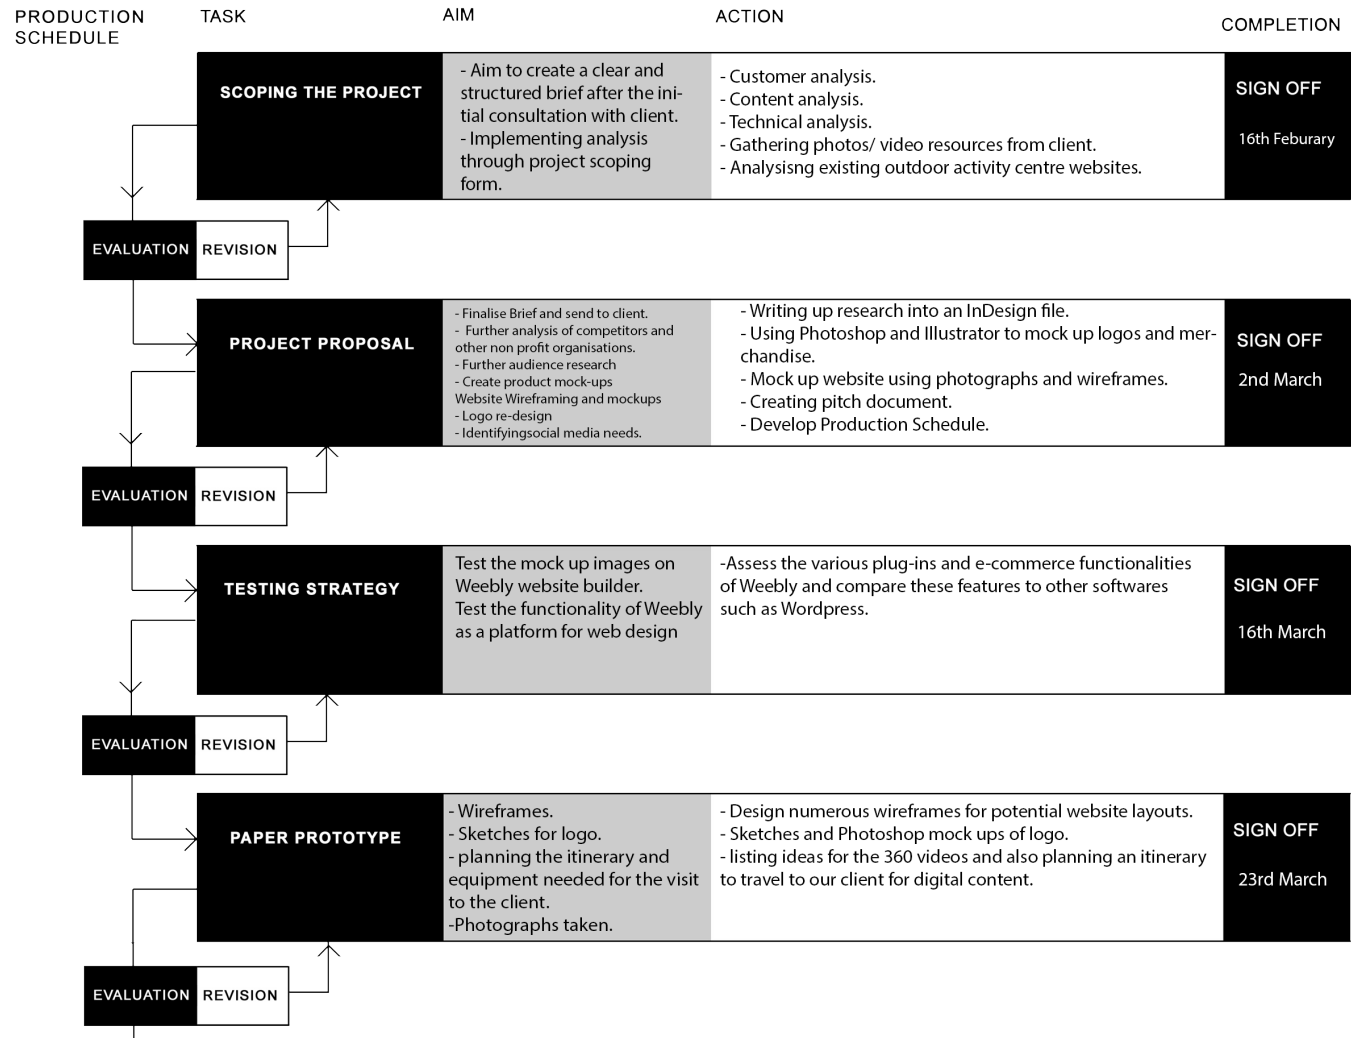 PRODUCTION
SCHEDULE
TASK
AIM
ACTION
COMPLETION
SCOPING THE PROJECT
- Aim to create a clear and
structured brief after the ini-
tial consultation with client.
- Implementing analysis
through project scoping
form.
- Customer analysis.
- Content analysis.
- Technical analysis.
- Gathering photos/ video resources from client.
- Analysisng existing outdoor activity centre websites.
SIGN OFF
16th Feburary
EVALUATION
REVISION
PROJECT PROPOSAL
- Finalise Brief and send to client.
- Further analysis of competitors and
other non profit organisations.
- Further audience research
- Create product mock-ups
Website Wireframing and mockups
- Logo re-design
- Identifyingsocial media needs.
- Writing up research into an InDesign file.
- Using Photoshop and Illustrator to mock up logos and mer-
chandise.
- Mock up website using photographs and wireframes.
- Creating pitch document.
- Develop Production Schedule.
SIGN OFF
2nd March
EVALUATION
REVISION
TESTING STRATEGY
Test the mock up images on
Weebly website builder.
Test the functionality of Weebly
as a platform for web design
-Assess the various plug-ins and e-commerce functionalities
of Weebly and compare these features to other softwares
such as Wordpress.
SIGN OFF
16th March
EVALUATION
REVISION
PAPER PROTOTYPE
- Wireframes.
- Sketches for logo.
- planning the itinerary and
equipment needed for the visit
to the client.
-Photographs taken.
- Design numerous wireframes for potential website layouts.
- Sketches and Photoshop mock ups of logo.
- listing ideas for the 360 videos and also planning an itinerary
to travel to our client for digital content.
SIGN OFF
23rd March
EVALUATION
REVISION